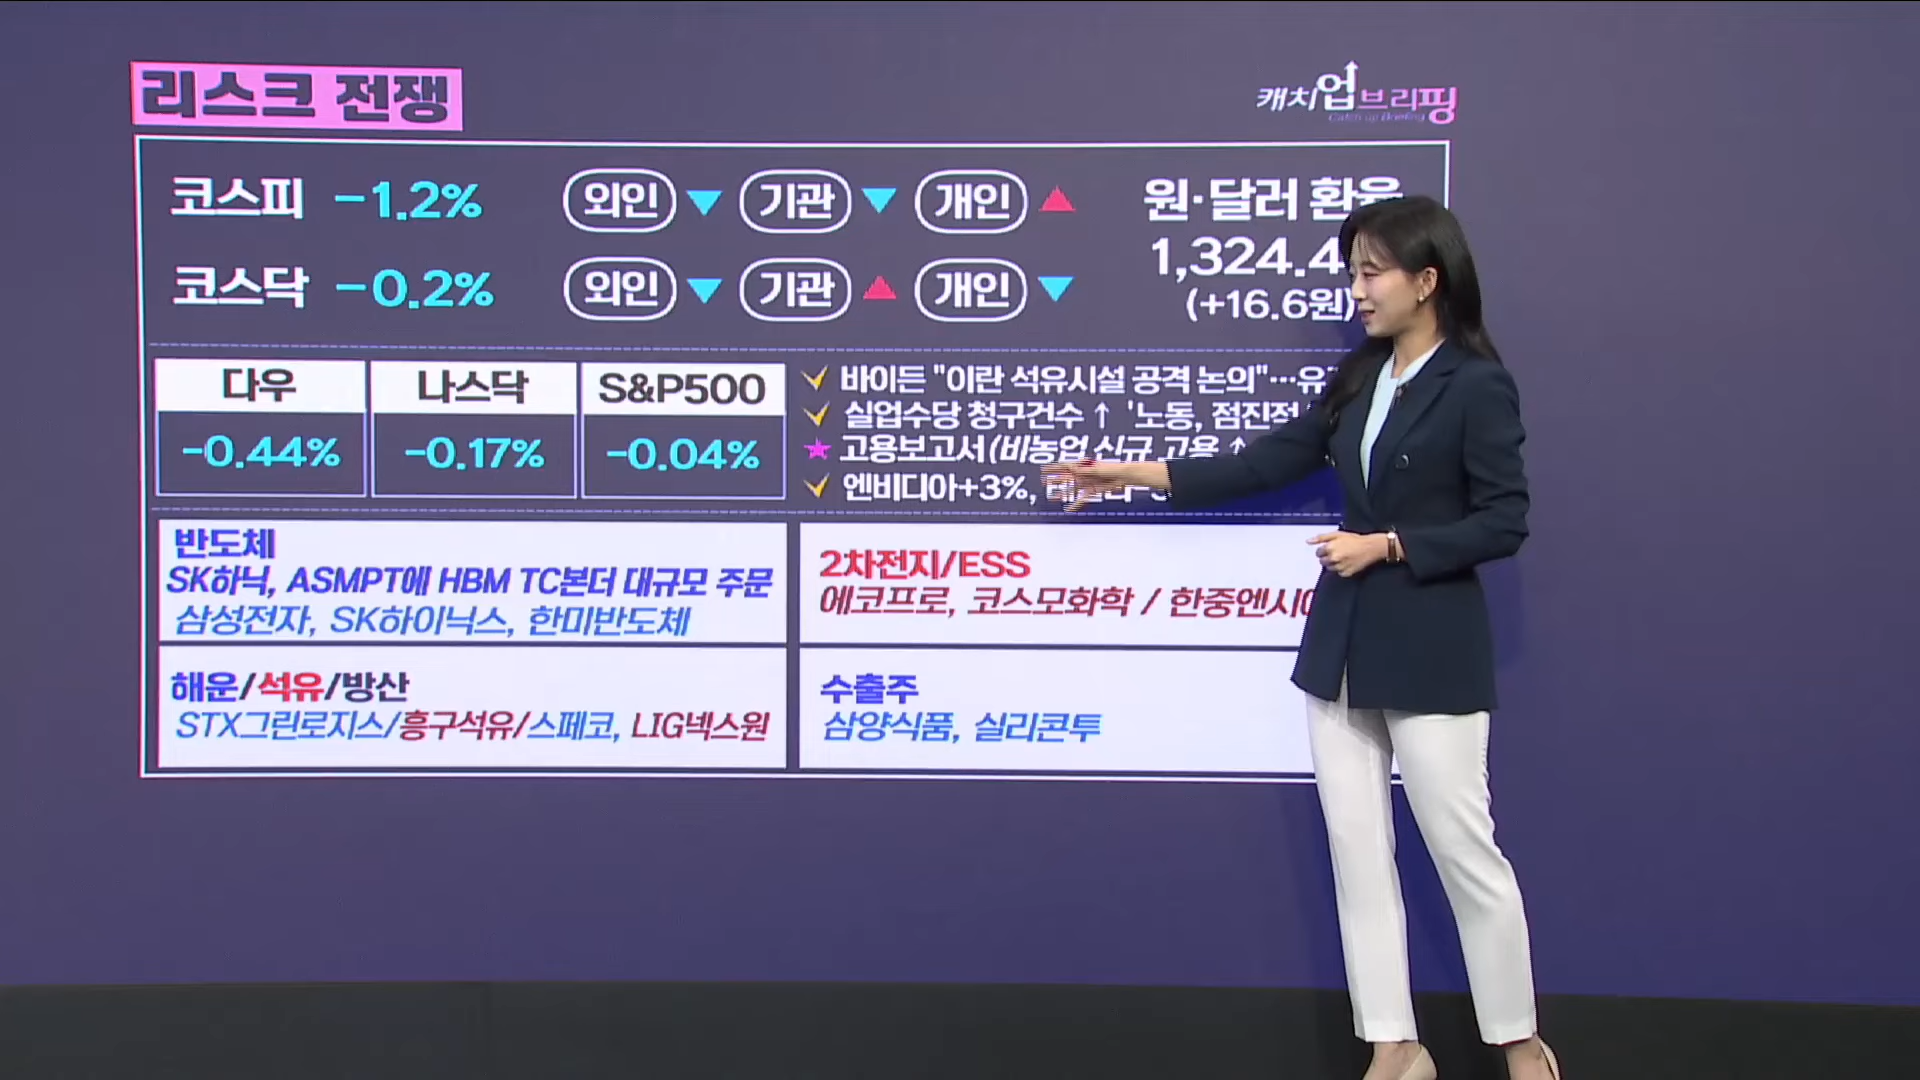 리스크 전쟁
캐치업브리핑
Catch up Briefing
코스피 -1.2% 외인 ▼ 기관 ▼ 개인 ▲
원·달러 환율
1,324.4
(+16.6원)
코스닥 -0.2% 외인 ▼ 기관 ▲ 개인 ▼
다우 나스닥 S&P500
-0.44% -0.17% -0.04%
바이든 "이란 석유시설 공격 논의"…
실업수당 청구건수↑ '노동, 점진적
★ 고용보고서(비농업 신규 고용↑
엔비디아+3%,
반도체
SK하닉, ASMPT에 HBM TC본더 대규모 주문
삼성전자, SK하이닉스, 한미반도체
2차전지/ESS
에코프로, 코스모화학 / 한중엔시
해운/석유/방산
STX그린로지스/흥구석유/스페코, LIG넥스원
수출주
삼양식품, 실리콘투